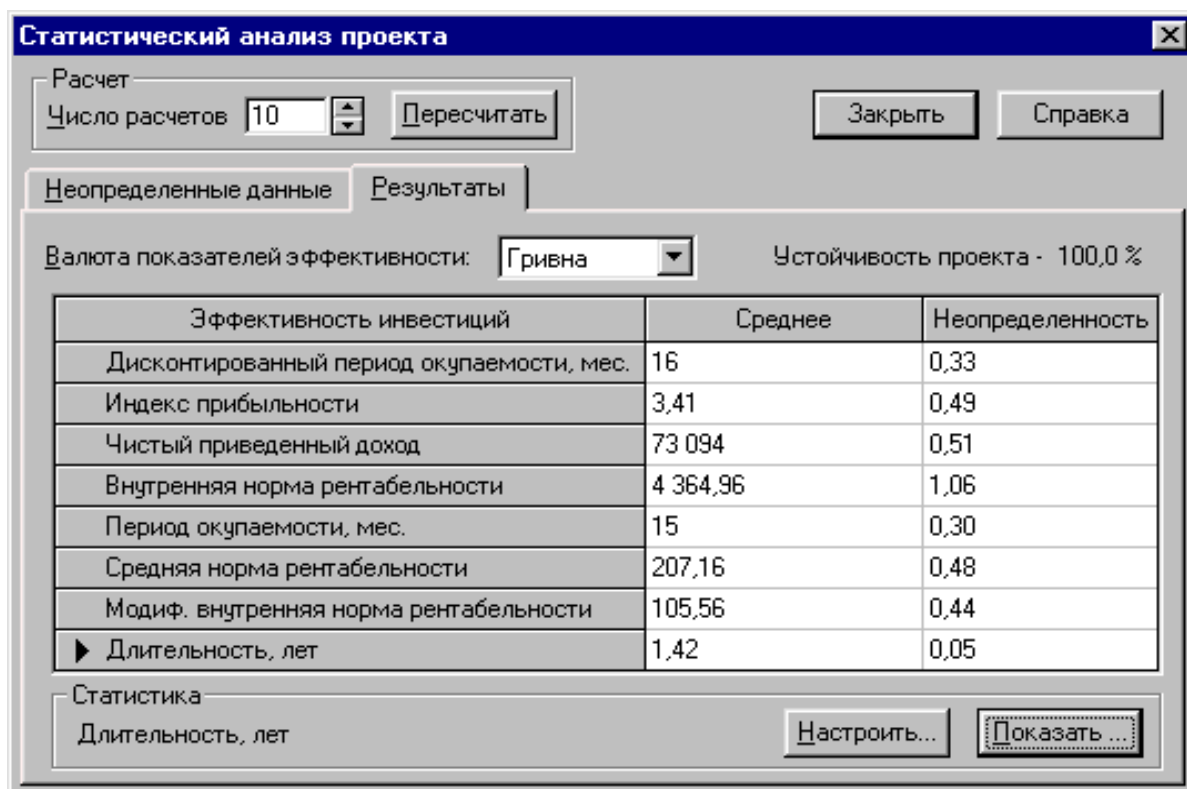 Статистический анализ проекта
Расчет
Число расчетов 10 Пересчитать Закрыть Справка
Неопределенные данные Результаты
Валюта показателей эффективности: Гривна Устойчивость проекта - 100,0 %
Эффективность инвестиций Среднее Неопределенность
Дисконтированный период окупаемости, мес. 16 0,33
Индекс прибыльности 3,41 0,49
Чистый приведенный доход 73 094 0,51
Внутренняя норма рентабельности 4 364,96 1,06
Период окупаемости, мес. 15 0,30
Средняя норма рентабельности 207,16 0,48
Модиф. внутренняя норма рентабельности 105,56 0,44
Длительность, лет 1,42 0,05
Статистика
Длительность, лет Настроить... Показать ...